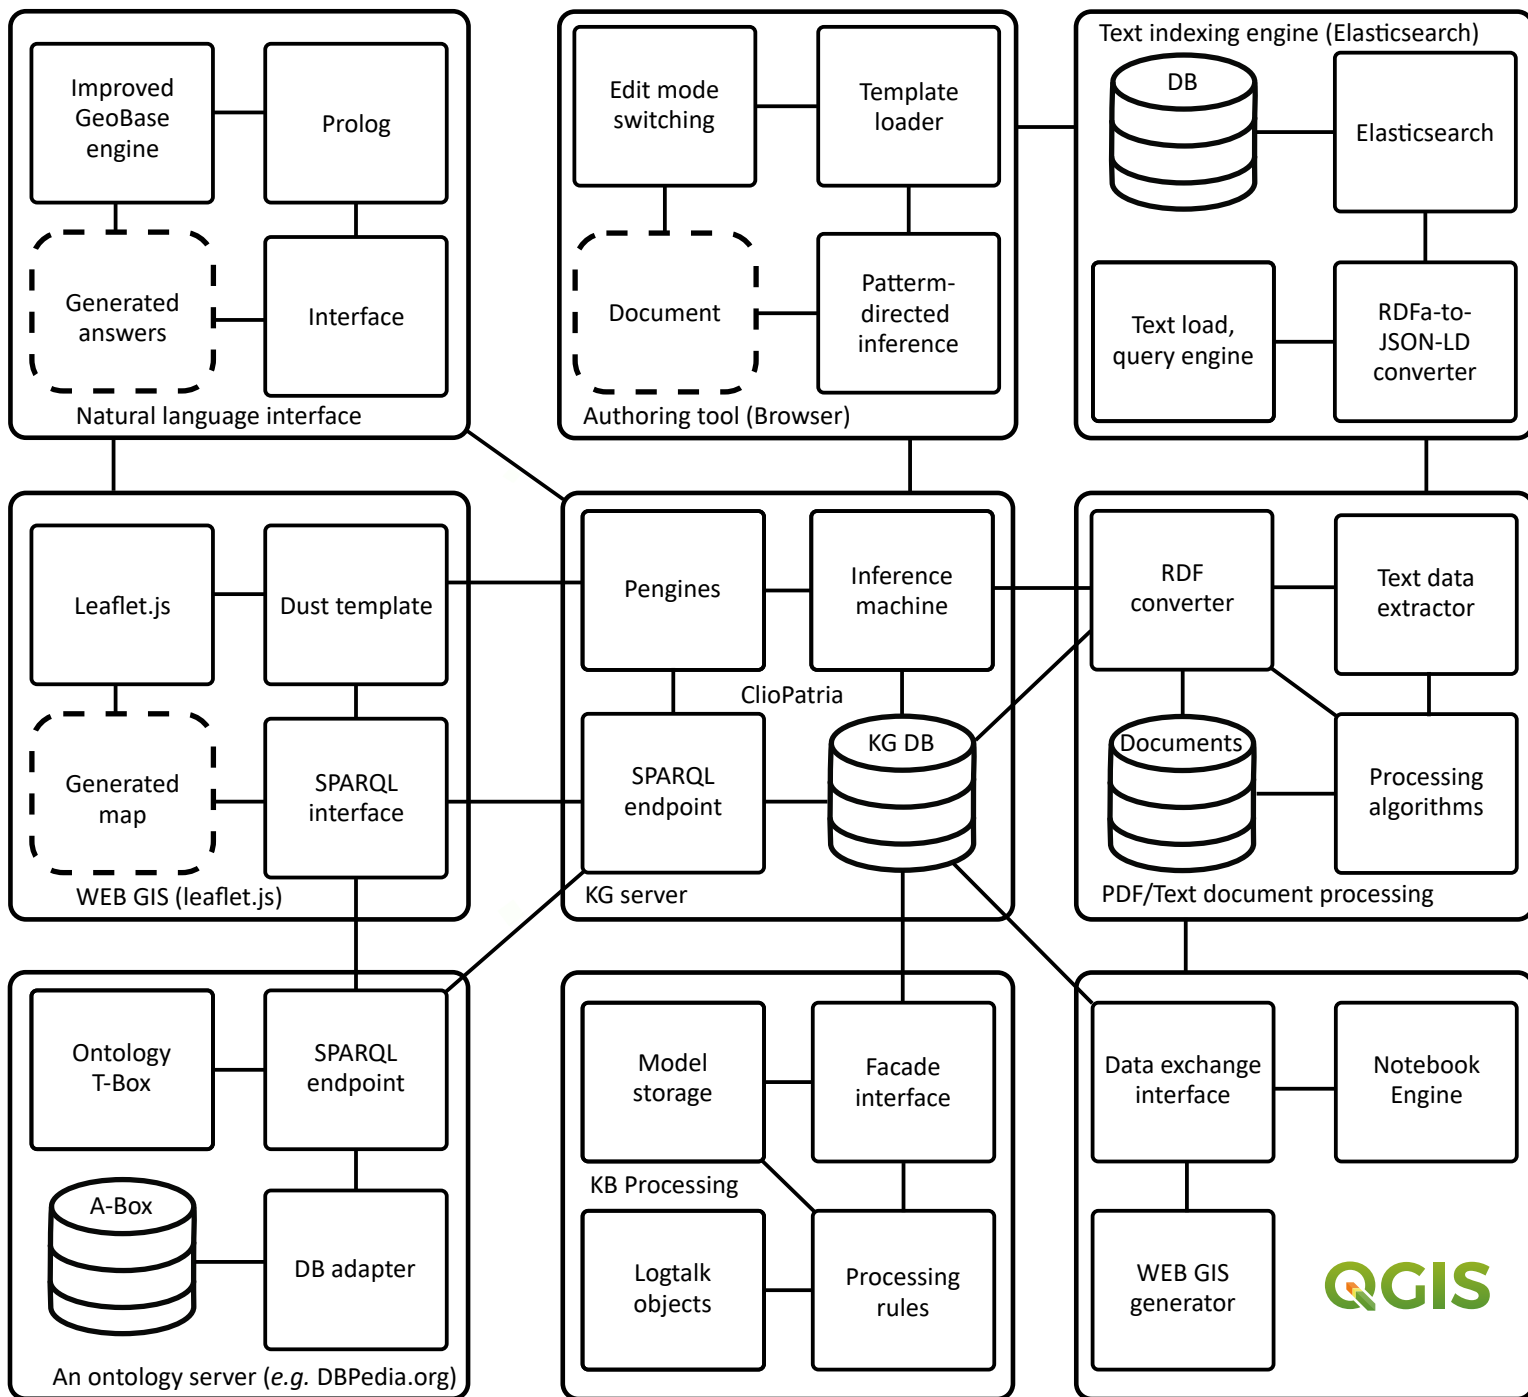 Improved
GeoBase
engine
Prolog
Generated
answers
Interface
Natural language interface
Edit mode
switching
Template
loader
Document
Patterm-
directed
inference
Authoring tool (Browser)
Text indexing engine (Elasticsearch)
DB
Elasticsearch
Text load,
query engine
RDFa-to-
JSON-LD
converter
Leaflet.js
Dust template
Generated
map
SPARQL
interface
WEB GIS (leaflet.js)
Pengines
Inference
machine
ClioPatria
SPARQL
endpoint
KG DB
KG server
RDF
converter
Text data
extractor
Documents
Processing
algorithms
PDF/Text document processing
Ontology
T-Box
SPARQL
endpoint
A-Box
DB adapter
An ontology server (e.g. DBPedia.org)
Model
storage
Facade
interface
KB Processing
Logtalk
objects
Processing
rules
Data exchange
interface
Notebook
Engine
WEB GIS
generator
QGIS